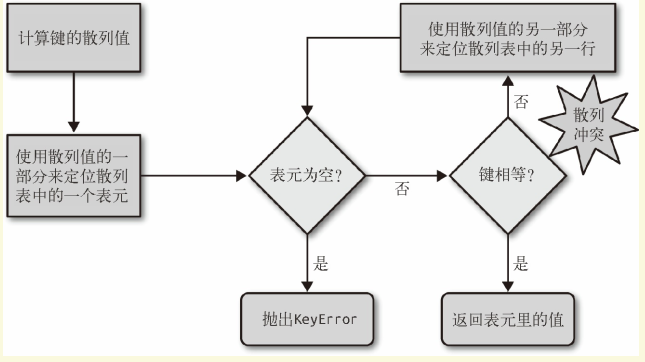 计算键的散列值
使用散列值的另一部分
来定位散列表中的另一行
否
散列
冲突
使用散列值的一
部分来定位散列
表中的一个表元
表元为空?
否
键相等?
是
是
抛出KeyError
返回表元里的值